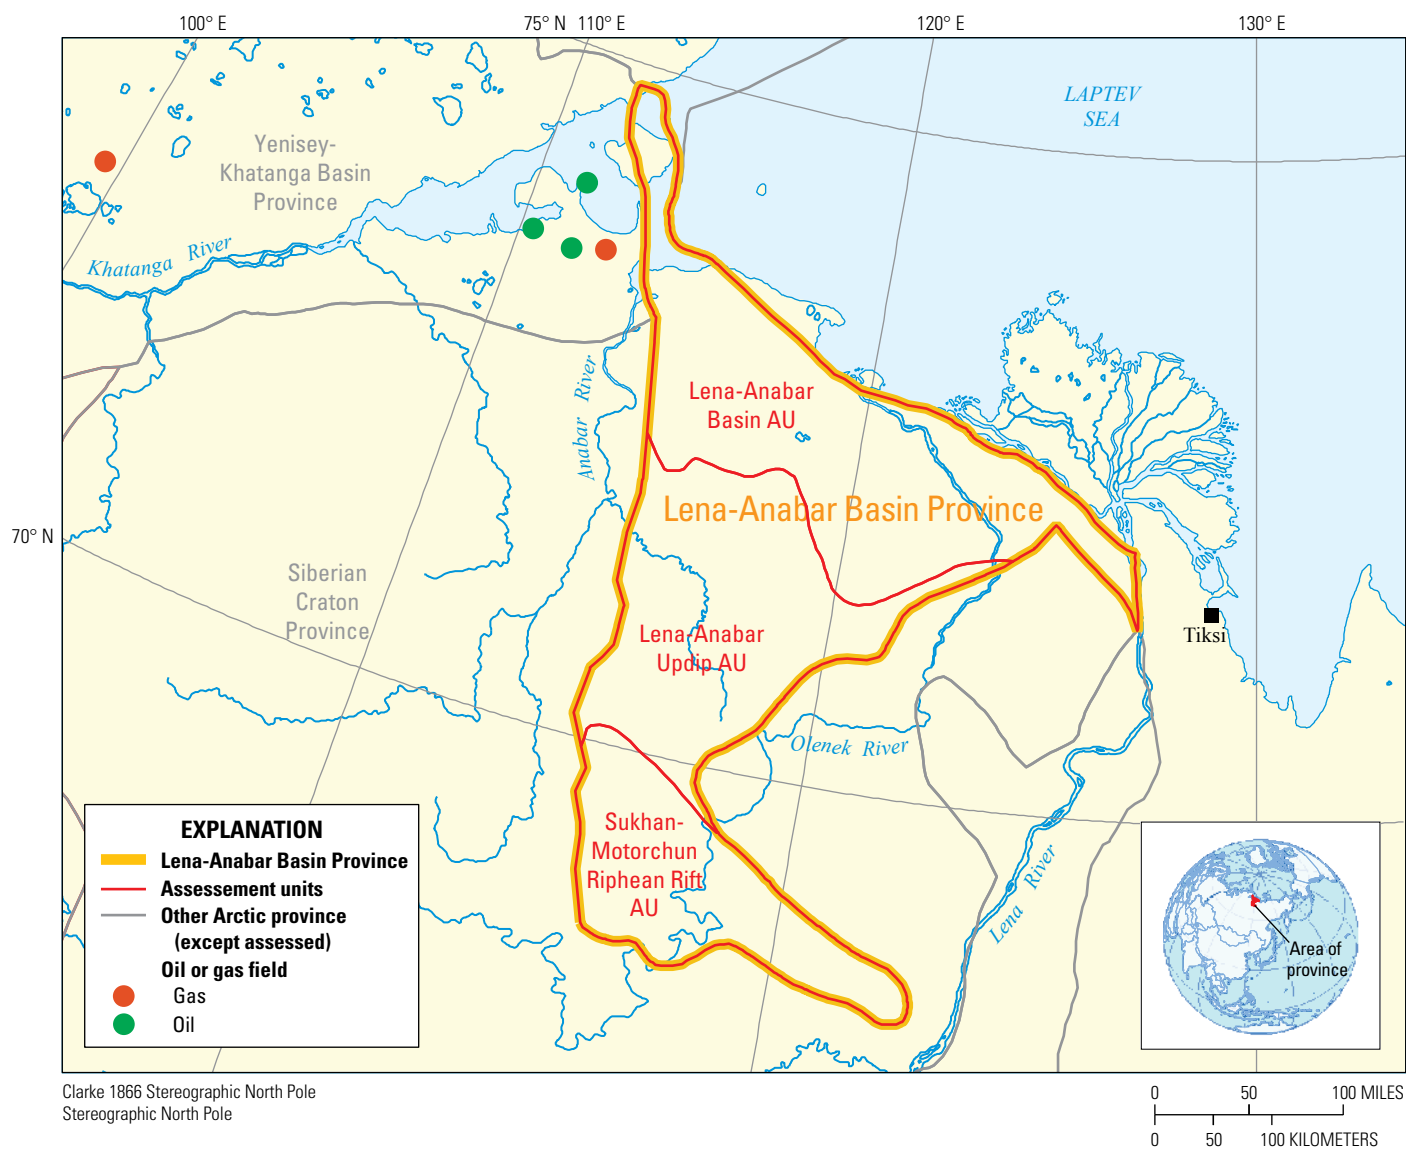 100° E
75° N
110° E
120° E
130° E
LAPTEV
SEA
Yenisey-
Khatanga Basin
Province
Khatanga River
Anabar River
Lena-Anabar
Basin AU
Lena-Anabar Basin Province
70° N
Siberian
Craton
Province
Lena-Anabar
Updip AU
Tiksi
Olenek River
Sukhan-
Motorchun
Riphean Rift
AU
Lena River
EXPLANATION
Lena-Anabar Basin Province
Assessement units
Other Arctic province
(except assessed)
Oil or gas field
Gas
Oil
Area of
province
Clarke 1866 Stereographic North Pole
Stereographic North Pole
0 50 100 MILES
0 50 100 KILOMETERS